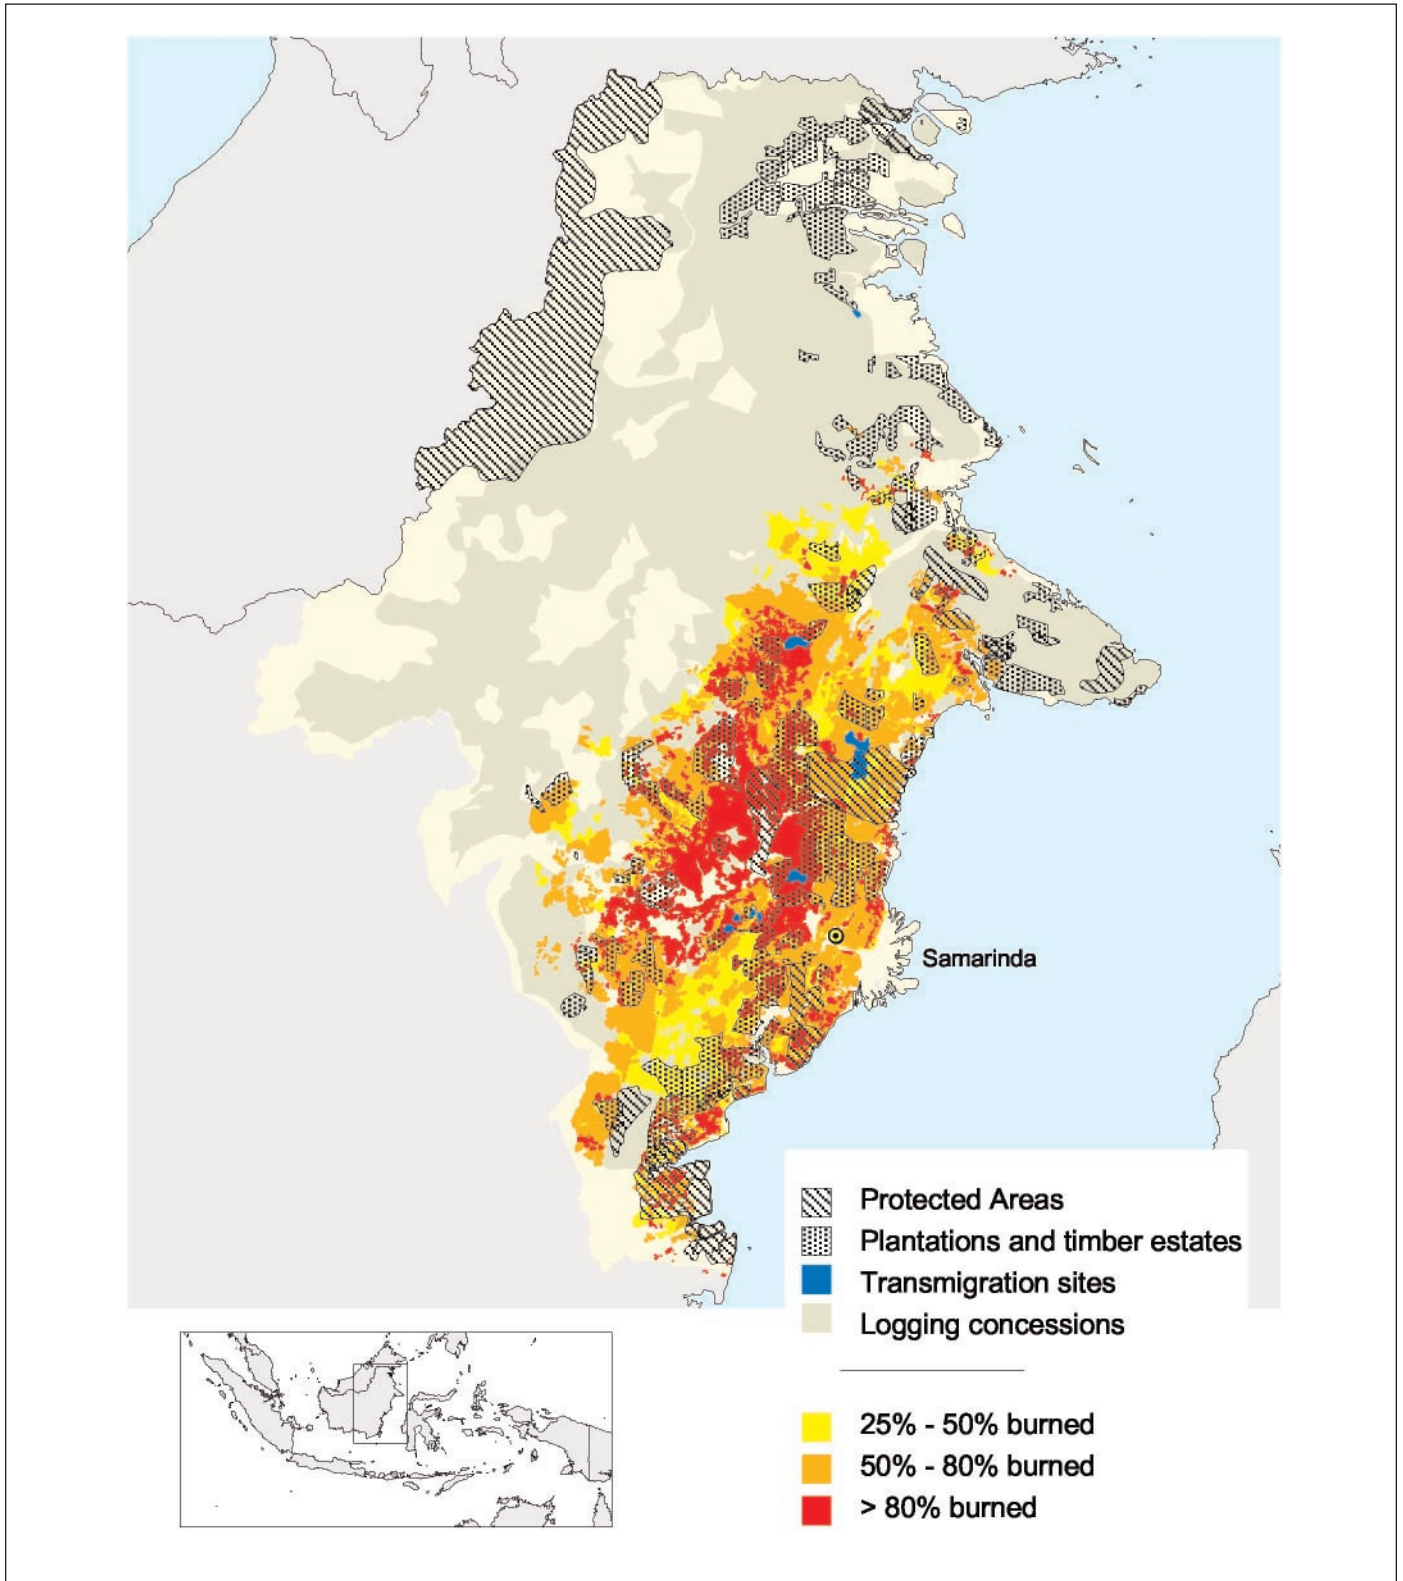 Samarinda
Protected Areas
Plantations and timber estates
Transmigration sites
Logging concessions
25% - 50% burned
50% - 80% burned
> 80% burned